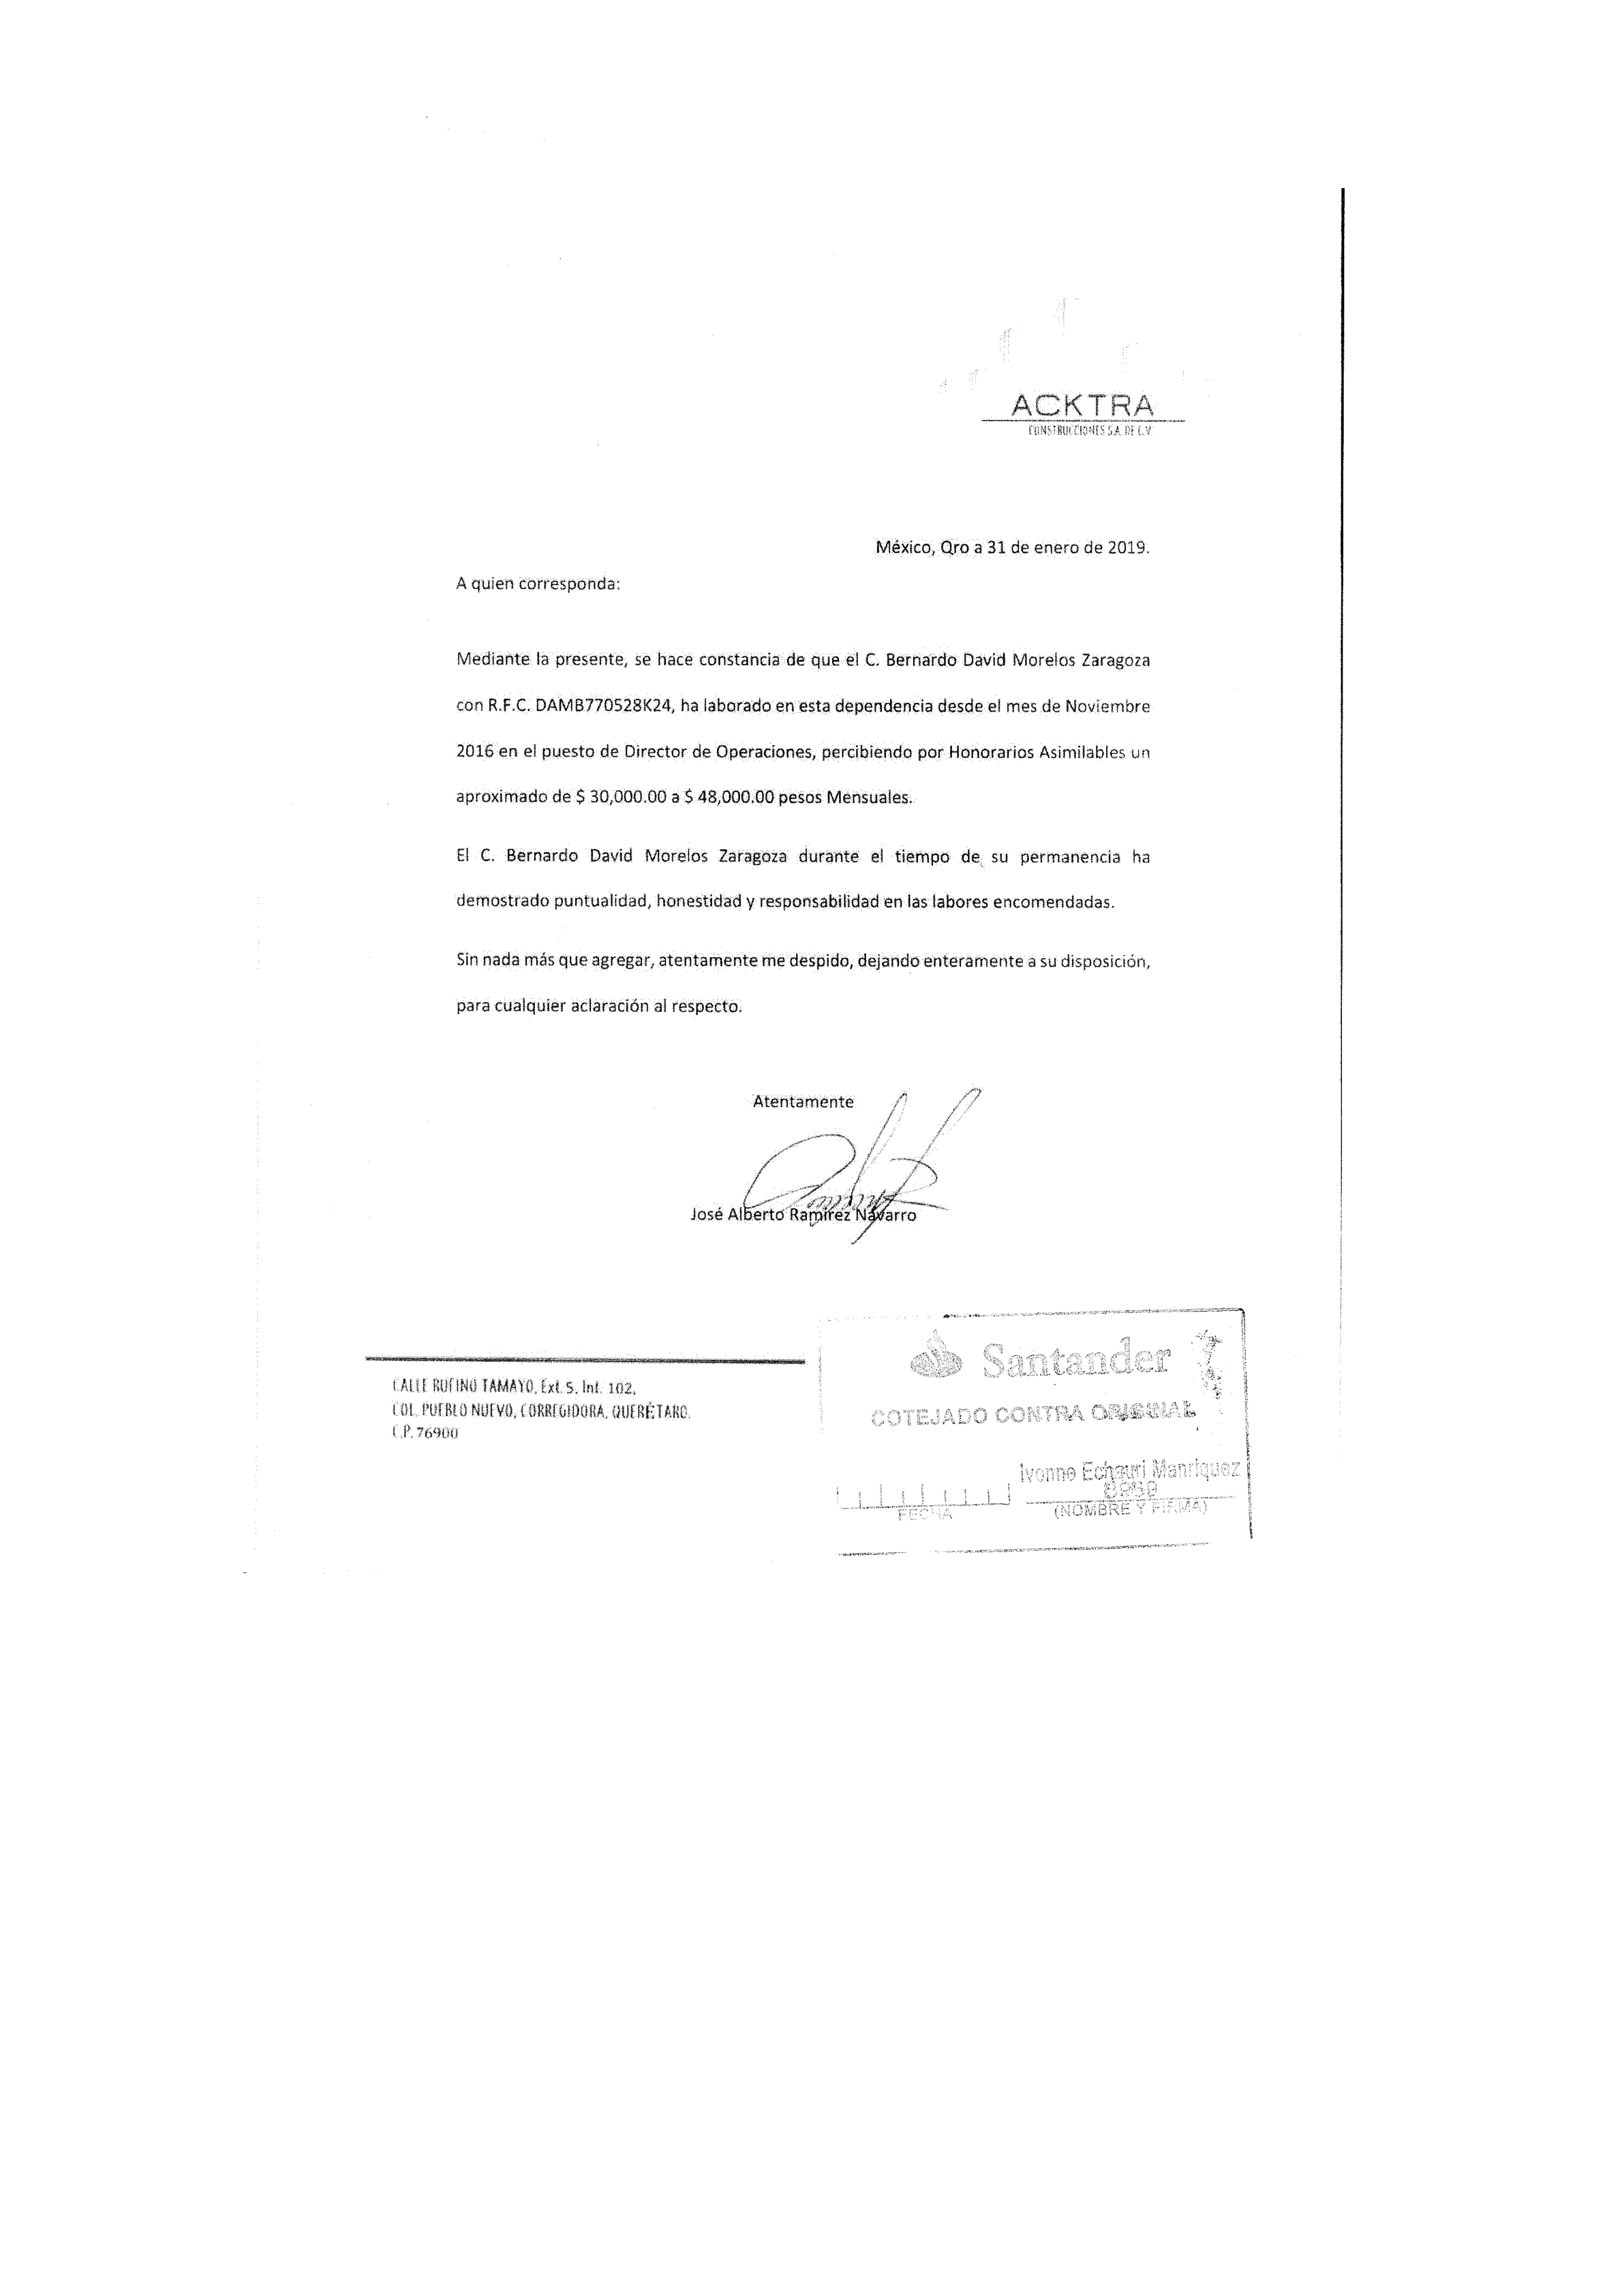 ACKTRA
CONSTRUCCIONES S.A. DE C.V.
México, Qro a 31 de enero de 2019.
A quien corresponda:
Mediante la presente, se hace constancia de que el C. Bernardo David Morelos Zaragoza
con R.F.C. DAMB770528K24, ha laborado en esta dependencia desde el mes de Noviembre
2016 en el puesto de Director de Operaciones, percibiendo por Honorarios Asimilables un
aproximado de $ 30,000.00 a $ 48,000.00 pesos Mensuales.
El C. Bernardo David Morelos Zaragoza durante el tiempo de su permanencia ha
demostrado puntualidad, honestidad y responsabilidad en las labores encomendadas.
Sin nada más que agregar, atentamente me despido, dejando enteramente a su disposición,
para cualquier aclaración al respecto.
Atentamente
José Alberto Ramírez Navarro
CALLE RUFINO TAMAYO, Ext. 5, Int. 102,
COL. PUEBLO NUEVO, CORREGIDORA, QUERÉTARO.
C.P. 76900
Santander
COTEJADO CONTRA ORIGINAL
Ivonne Echauri Manriquez
FECHA
(NOMBRE Y FIRMA)